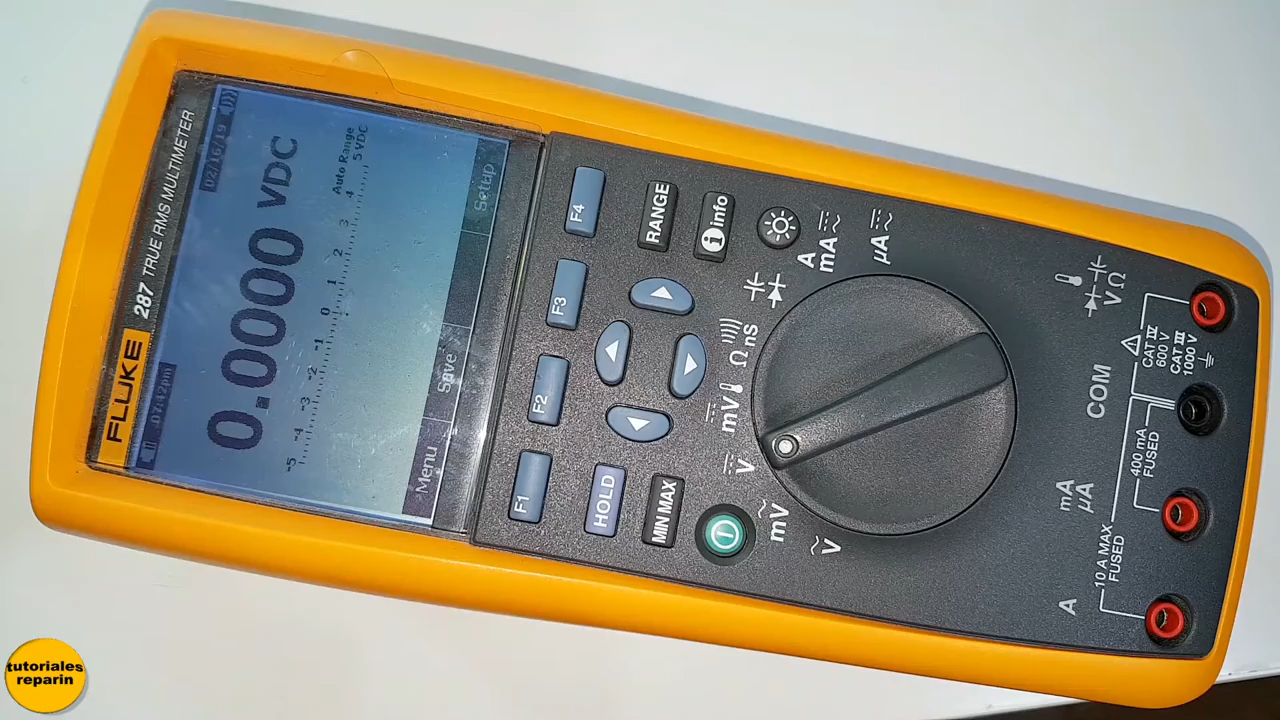 FLUKE 287 TRUE RMS MULTIMETER
07:42pm 02/16/19
0.0000 VDC
Auto Range
-5 -4 -3 -2 -1 0 1 2 3 4 5 VDC
Menu Save Setup
F1 F2 F3 F4
HOLD
RANGE
MIN MAX
i info
V
mV
V
mV
Ω nS
A
mA
µA
A
mA
µA
COM
V Ω
10 A MAX
FUSED
400 mA
FUSED
CAT IV
600 V
CAT III
1000 V
tutoriales
reparin